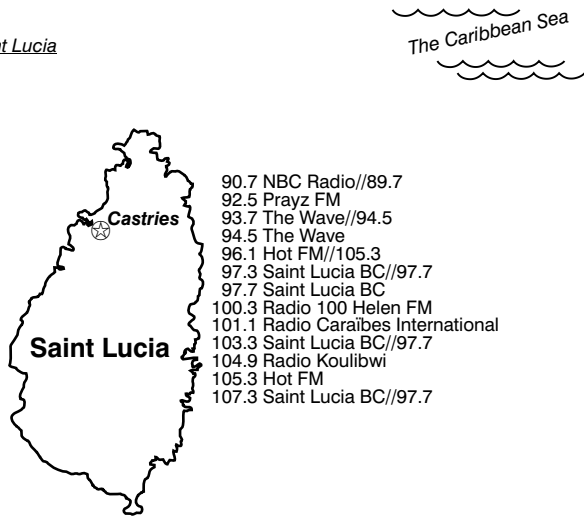 The Caribbean Sea
Lucia
Castries
90.7 NBC Radio//89.7
92.5 Prayz FM
93.7 The Wave//94.5
94.5 The Wave
96.1 Hot FM//105.3
97.3 Saint Lucia BC//97.7
97.7 Saint Lucia BC
100.3 Radio 100 Helen FM
101.1 Radio Caraïbes International
103.3 Saint Lucia BC//97.7
104.9 Radio Koulibwi
105.3 Hot FM
107.3 Saint Lucia BC//97.7
Saint Lucia